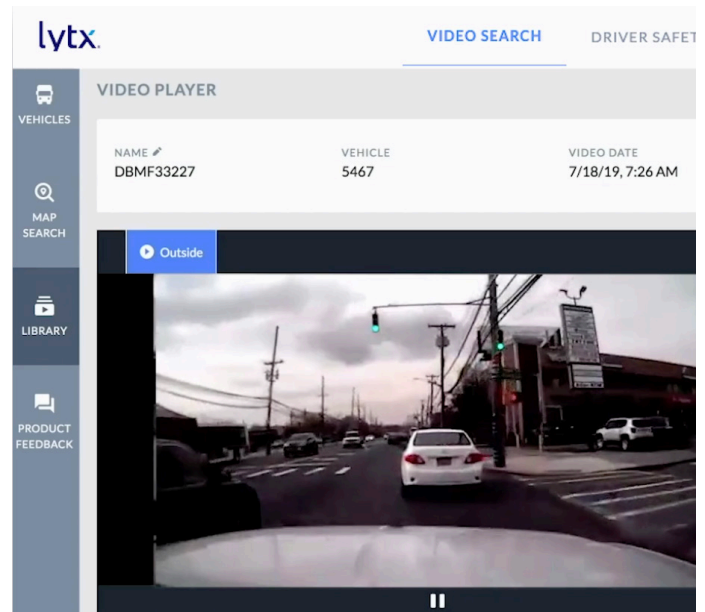 lytx.
VIDEO SEARCH
DRIVER SAFET
VEHICLES
MAP
SEARCH
LIBRARY
PRODUCT
FEEDBACK
VIDEO PLAYER
NAME
DBMF33227
VEHICLE
5467
VIDEO DATE
7/18/19, 7:26 AM
Outside